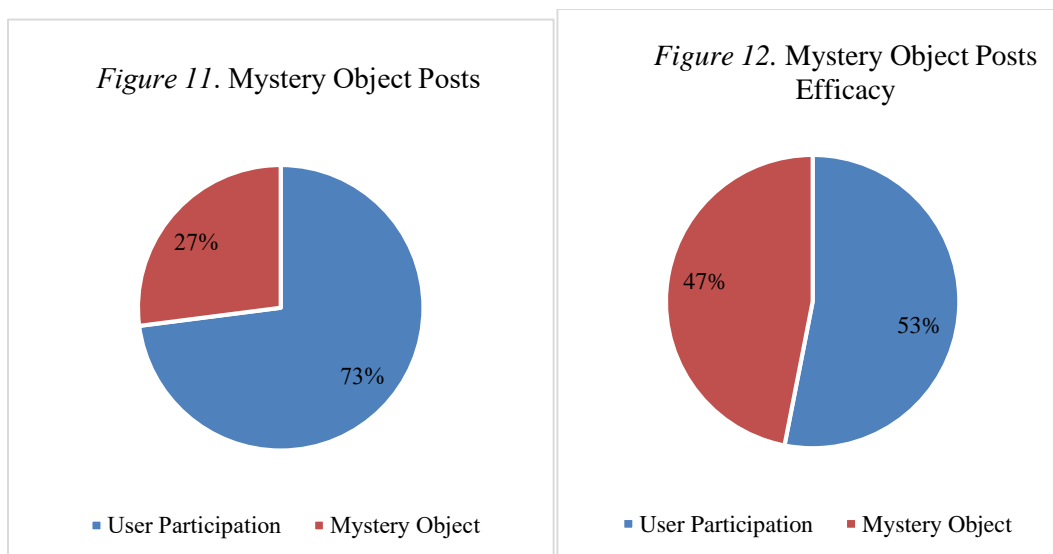 Figure 11. Mystery Object Posts
27%
73%
User Participation
Mystery Object
Figure 12. Mystery Object Posts
Efficacy
47%
53%
User Participation
Mystery Object